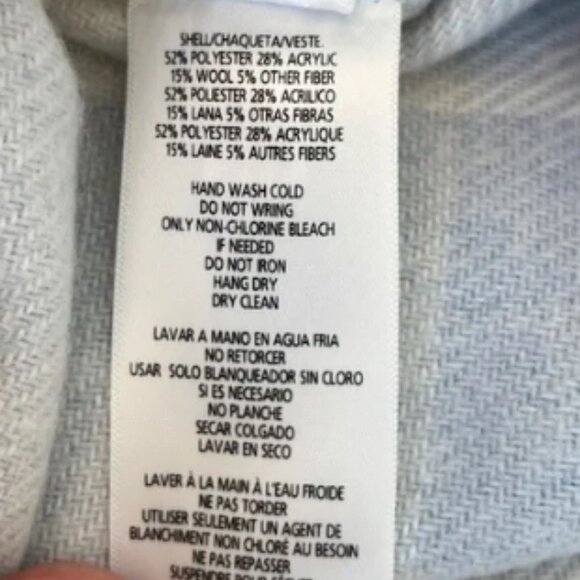 SHELL/CHAQUETA/VESTE.
52% POLYESTER 28% ACRYLIC
15% WOOL 5% OTHER FIBER
52% POLIESTER 28% ACRILICO
15% LANA 5% OTRAS FIBRAS
52% POLYESTER 28% ACRYLIQUE
15% LAINE 5% AUTRES FIBERS
HAND WASH COLD
DO NOT WRING
ONLY NON-CHLORINE BLEACH
IF NEEDED
DO NOT IRON
HANG DRY
DRY CLEAN
LAVAR A MANO EN AGUA FRIA
NO RETORCER
USAR SOLO BLANQUEADOR SIN CLORO
SI ES NECESARIO
NO PLANCHE
SECAR COLGADO
LAVAR EN SECO
LAVER À LA MAIN À L'EAU FROIDE
NE PAS TORDER
UTILISER SEULEMENT UN AGENT DE
BLANCHIMENT NON CHLORÉ AU BESOIN
NE PAS REPASSER
SUSPENDRE POUR